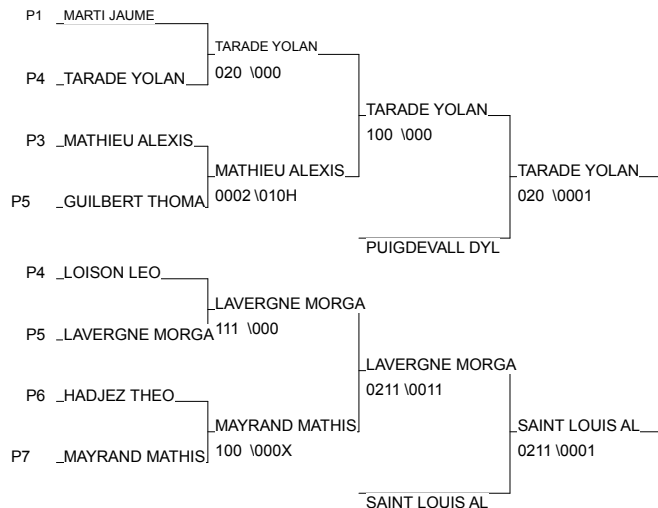 P1 MARTI JAUME
TARADE YOLAN
020 \000
P4 TARADE YOLAN
TARADE YOLAN
100 \000
P3 MATHIEU ALEXIS
MATHIEU ALEXIS
0002 \010H
TARADE YOLAN
020 \0001
P5 GUILBERT THOMA
PUIGDEVALL DYL
P4 LOISON LEO
LAVERGNE MORGA
111 \000
P5 LAVERGNE MORGA
LAVERGNE MORGA
0211 \0011
P6 HADJEZ THEO
MAYRAND MATHIS
100 \000X
SAINT LOUIS AL
0211 \0001
P7 MAYRAND MATHIS
SAINT LOUIS AL